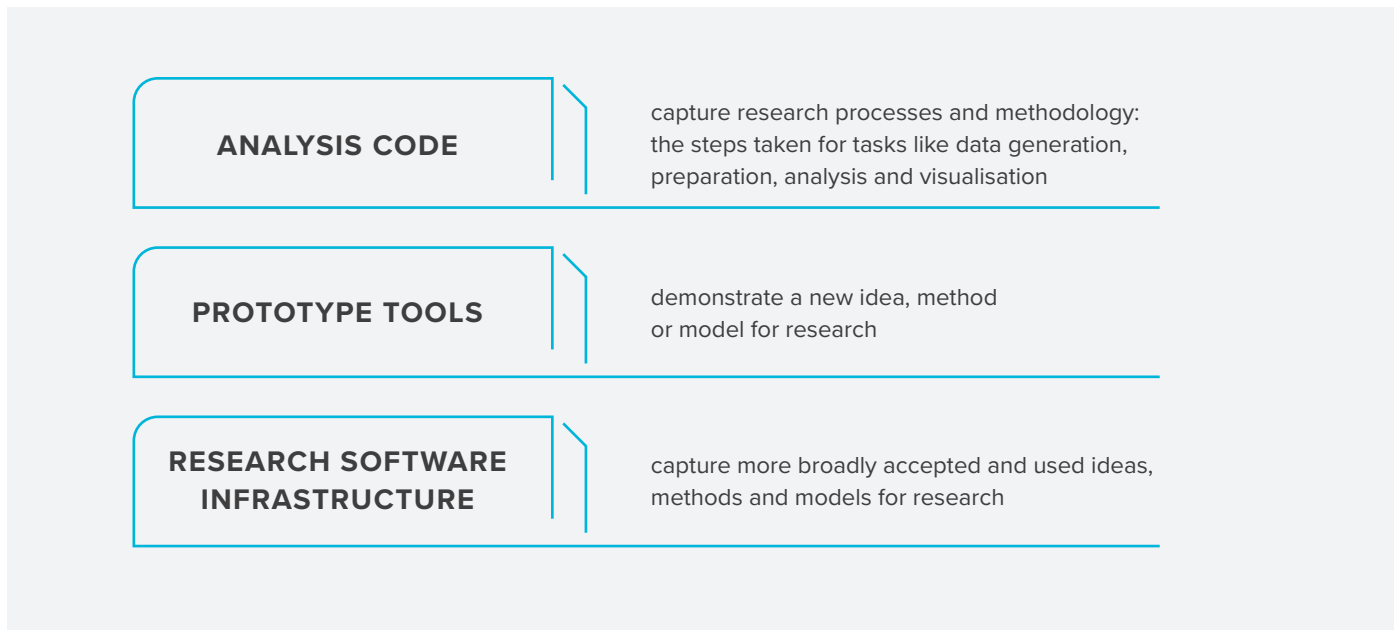 ANALYSIS CODE
capture research processes and methodology:
the steps taken for tasks like data generation,
preparation, analysis and visualisation
PROTOTYPE TOOLS
demonstrate a new idea, method
or model for research
RESEARCH SOFTWARE
INFRASTRUCTURE
capture more broadly accepted and used ideas,
methods and models for research